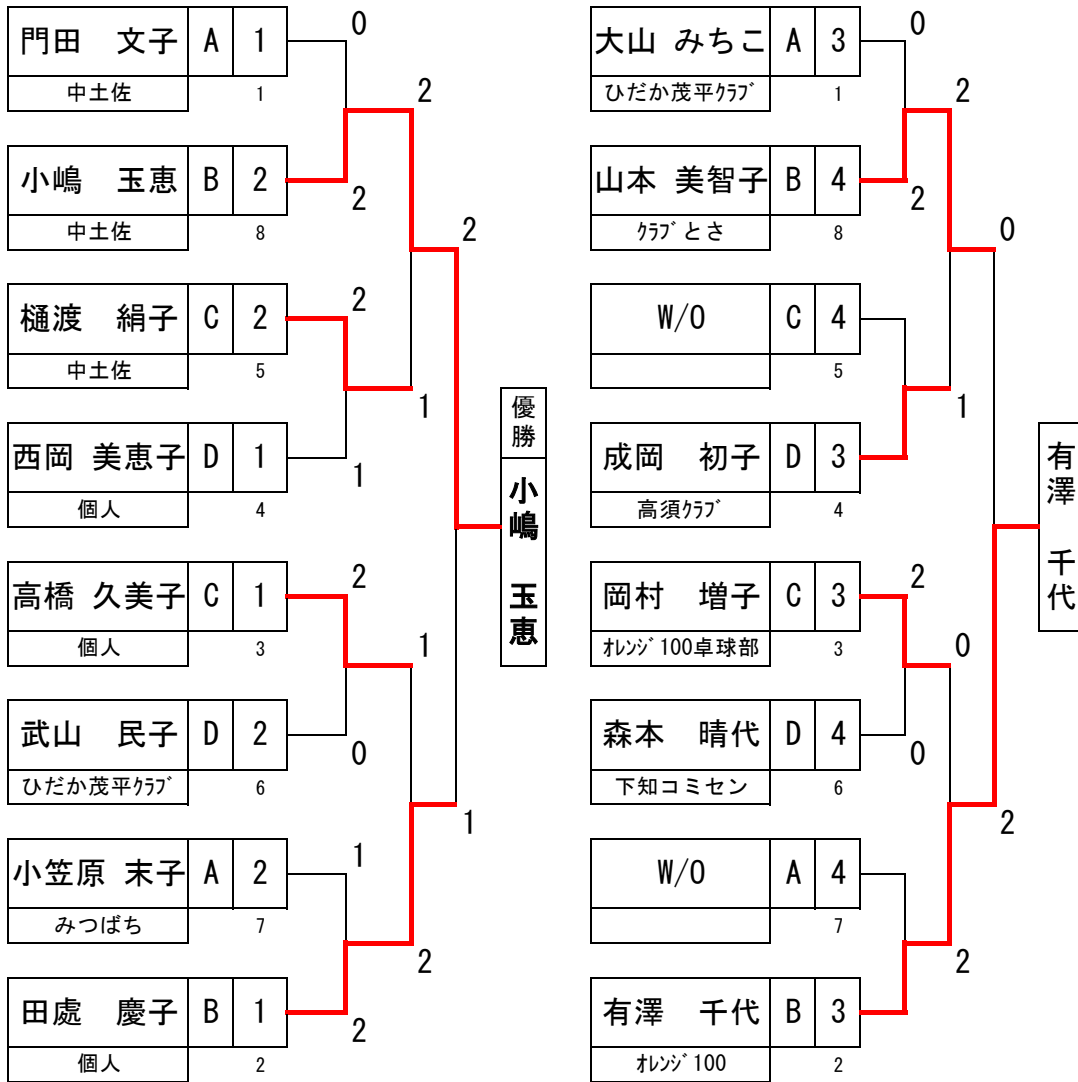 門田 文子 A 1 0
中土佐 1
2
小嶋 玉恵 B 2 2
中土佐 8
2
樋渡 絹子 C 2 2
中土佐 5
1
西岡 美恵子 D 1 1
個人 4
優勝
小嶋 玉恵
高橋 久美子 C 1 2
個人 3
1
武山 民子 D 2 0
ひだか茂平ｸﾗﾌﾞ 6
1
小笠原 末子 A 2 1
みつばち 7
2
田處 慶子 B 1 2
個人 2
大山 みちこ A 3 0
ひだか茂平ｸﾗﾌﾞ 1
2
山本 美智子 B 4 2
ｸﾗﾌﾞとさ 8
0
W/O C 4
5
1
成岡 初子 D 3
高須ｸﾗﾌﾞ 4
有澤 千代
岡村 増子 C 3 2
ｵﾚﾝｼﾞ100卓球部 3
0
森本 晴代 D 4 0
下知コミセン 6
2
W/O A 4
7
2
有澤 千代 B 3
ｵﾚﾝｼﾞ100 2